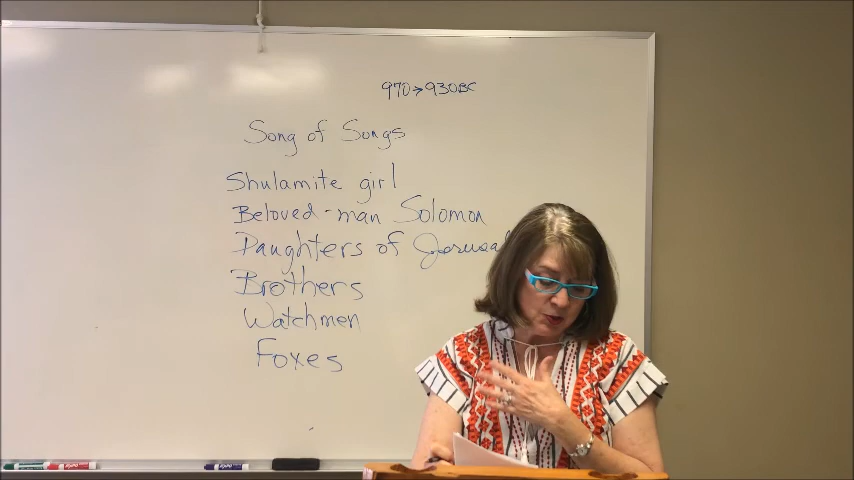 970→930BC
Song of Songs
Shulamite girl
Beloved-man Solomon
Daughters of
Brothers
Watchmen
Foxes